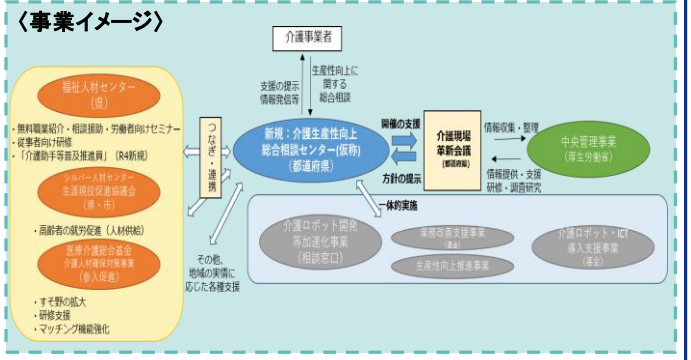 〈事業イメージ〉
介護事業者
支援の提示
情報発信等
生産性向上に
関する
総合相談
福祉人材センター
(県)
・無料職業紹介・相談援助・労働者向けセミナー
・従事者向け研修
・「介護助手等普及推進員」(R4新規)
シルバー人材センター
生涯現役促進協議会
(県・市)
・高齢者の就労促進(人材供給)
医療介護総合基金
介護人材確保対策事業
(参入促進)
・すそ野の拡大
・研修支援
・マッチング機能強化
つなぎ・連携
新規:介護生産性向上
総合相談センター(仮称)
(都道府県)
開催の支援
方針の提示
介護現場
革新会議
(都道府県)
情報収集・整理
情報提供・支援
研修・調査研究
中央管理事業
(厚生労働省)
一体的実施
介護ロボット開発
等加速化事業
(相談窓口)
業務改善支援事業
(基金)
生産性向上推進事業
介護ロボット・ICT
導入支援事業
(基金)
その他、
地域の実情に
応じた各種支援